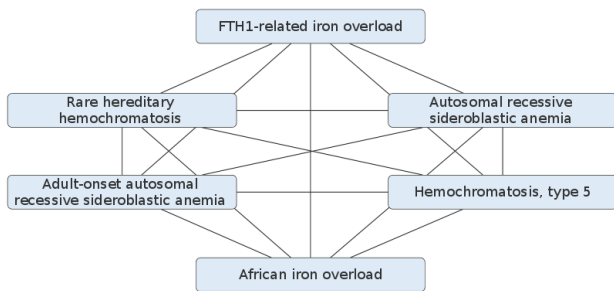 FTH1-related iron overload
Rare hereditary
hemochromatosis
Autosomal recessive
sideroblastic anemia
Adult-onset autosomal
recessive sideroblastic anemia
Hemochromatosis, type 5
African iron overload